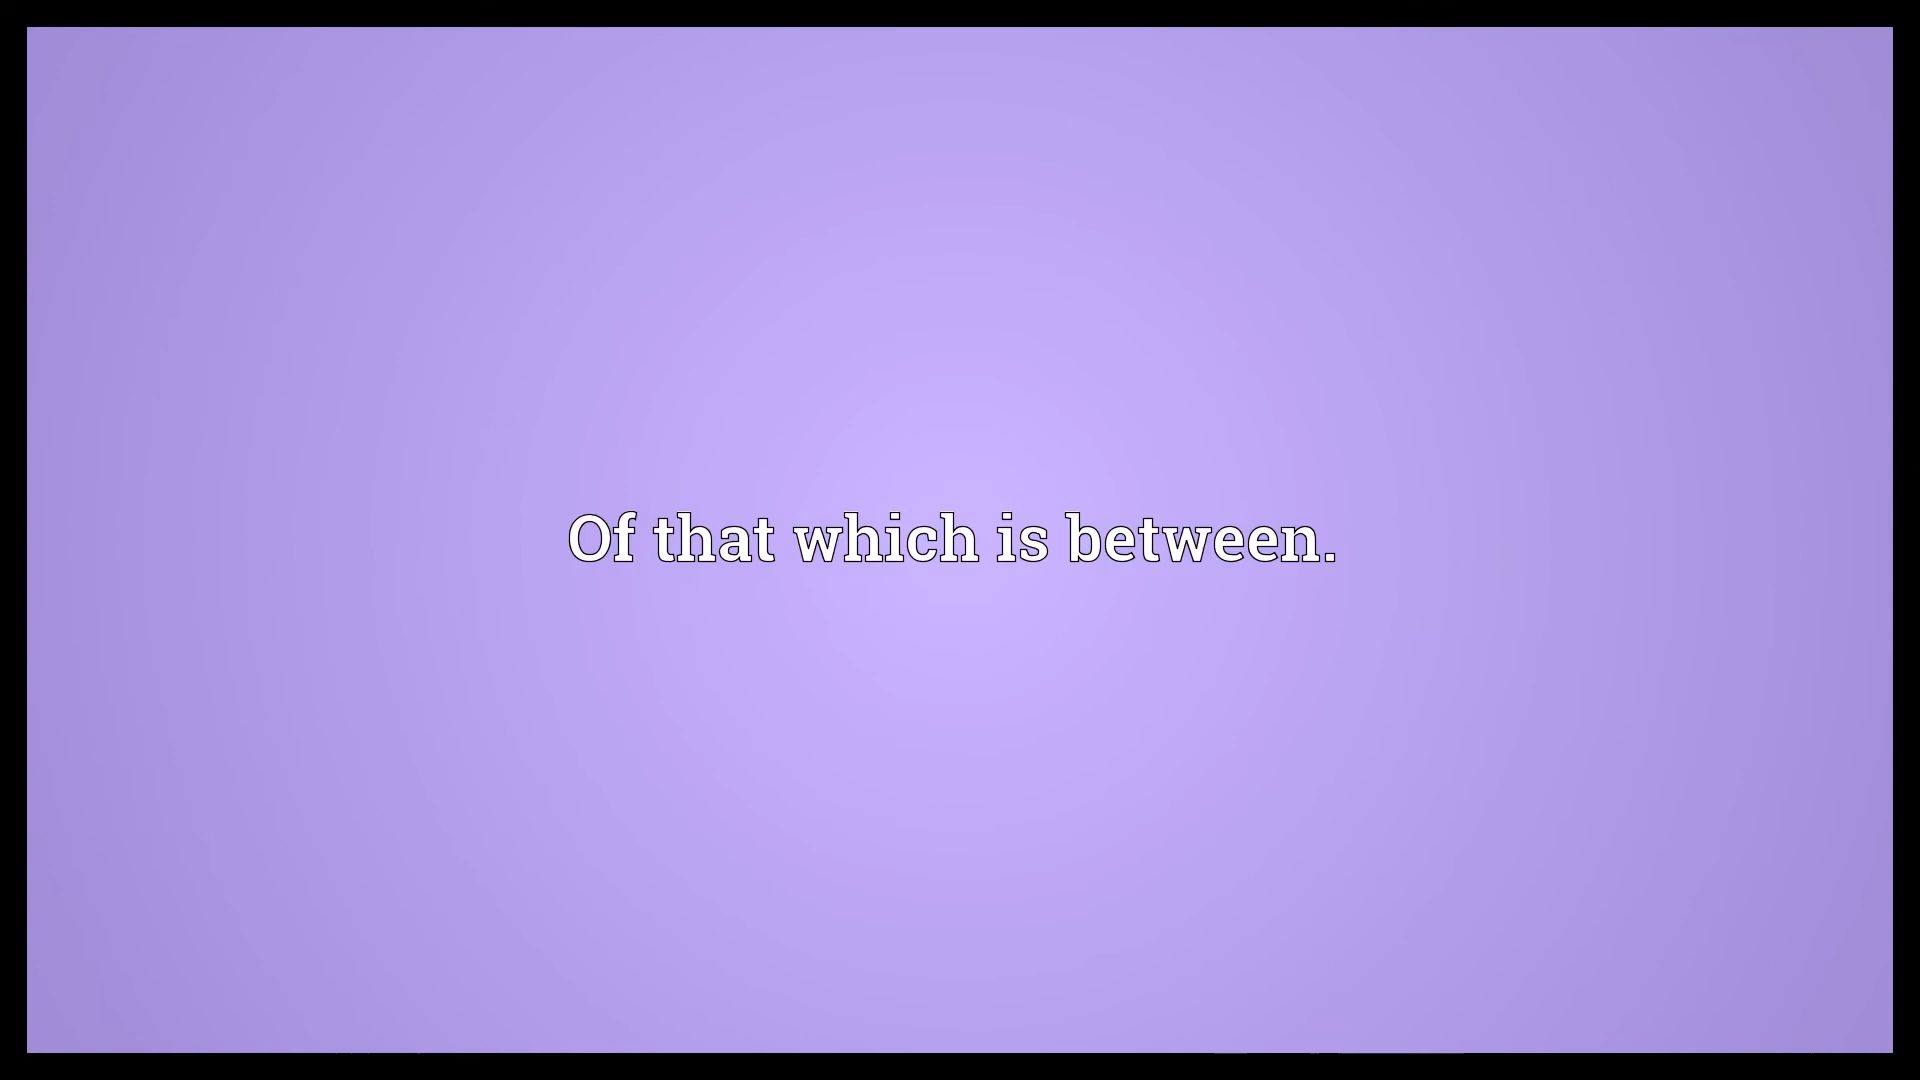 Of that which is between.